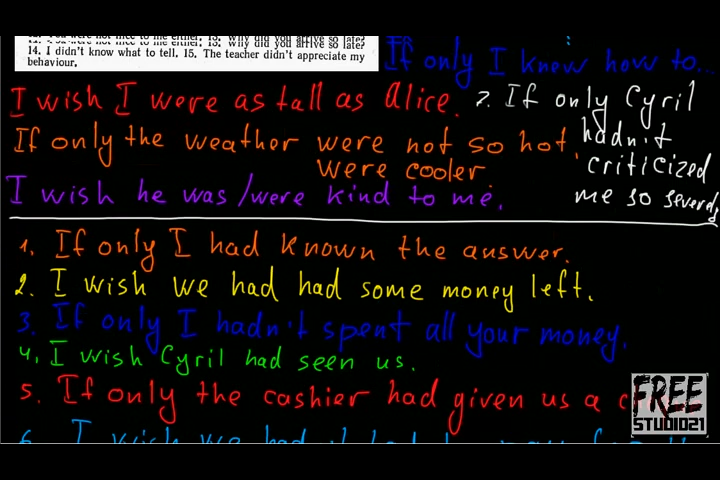 14. I didn't know what to tell. 15. The teacher didn't appreciate my
behaviour.
If only I knew how to...
I wish I were as tall as Alice.
If only the weather were not so hot.
were cooler.
I wish he was/were kind to me.
7. If only Cyril
hadn't
criticized
me so severely
1. If only I had known the answer.
2. I wish we had had some money left.
3. If only I hadn't spent all your money.
4. I wish Cyril had seen us.
5. If only the cashier had given us a
6. I wish we had
FREE
STUDIO21